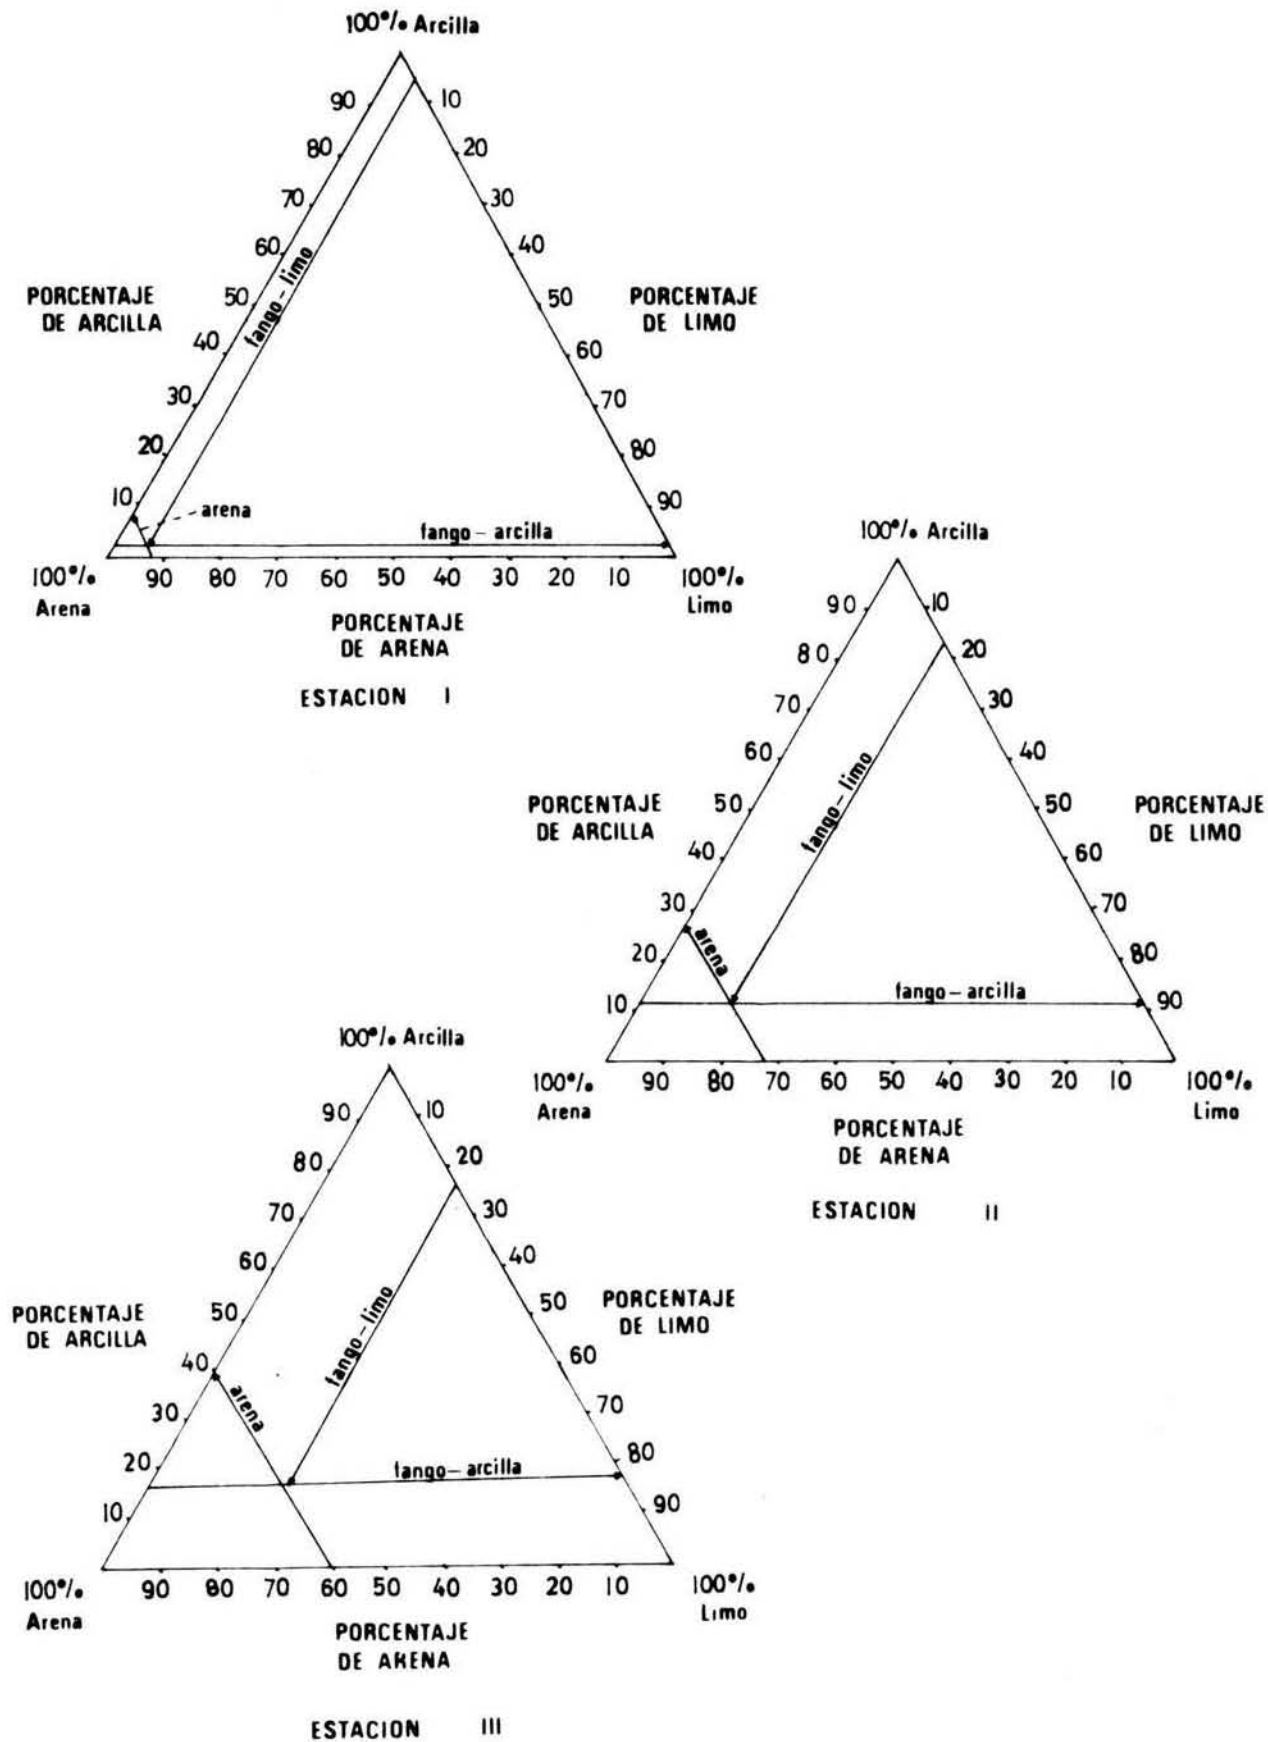 100% Arcilla
90 10
80 20
70 30
60 40
PORCENTAJE
DE ARCILLA
50 50
PORCENTAJE
DE LIMO
40 60
30 70
20 80
10 90
fango-limo
arena
fango-arcilla
100%
Arena
90 80 70 60 50 40 30 20 10
100%
Limo
PORCENTAJE
DE ARENA
ESTACION I
100% Arcilla
90 10
80 20
70 30
60 40
PORCENTAJE
DE ARCILLA
50 50
PORCENTAJE
DE LIMO
40 60
30 70
20 80
10 90
fango-limo
arena
fango-arcilla
100%
Arena
90 80 70 60 50 40 30 20 10
100%
Limo
PORCENTAJE
DE ARENA
ESTACION II
100% Arcilla
90 10
80 20
70 30
60 40
PORCENTAJE
DE ARCILLA
50 50
PORCENTAJE
DE LIMO
40 60
30 70
20 80
10 90
fango-limo
arena
fango-arcilla
100%
Arena
90 80 70 60 50 40 30 20 10
100%
Limo
PORCENTAJE
DE ARENA
ESTACION III